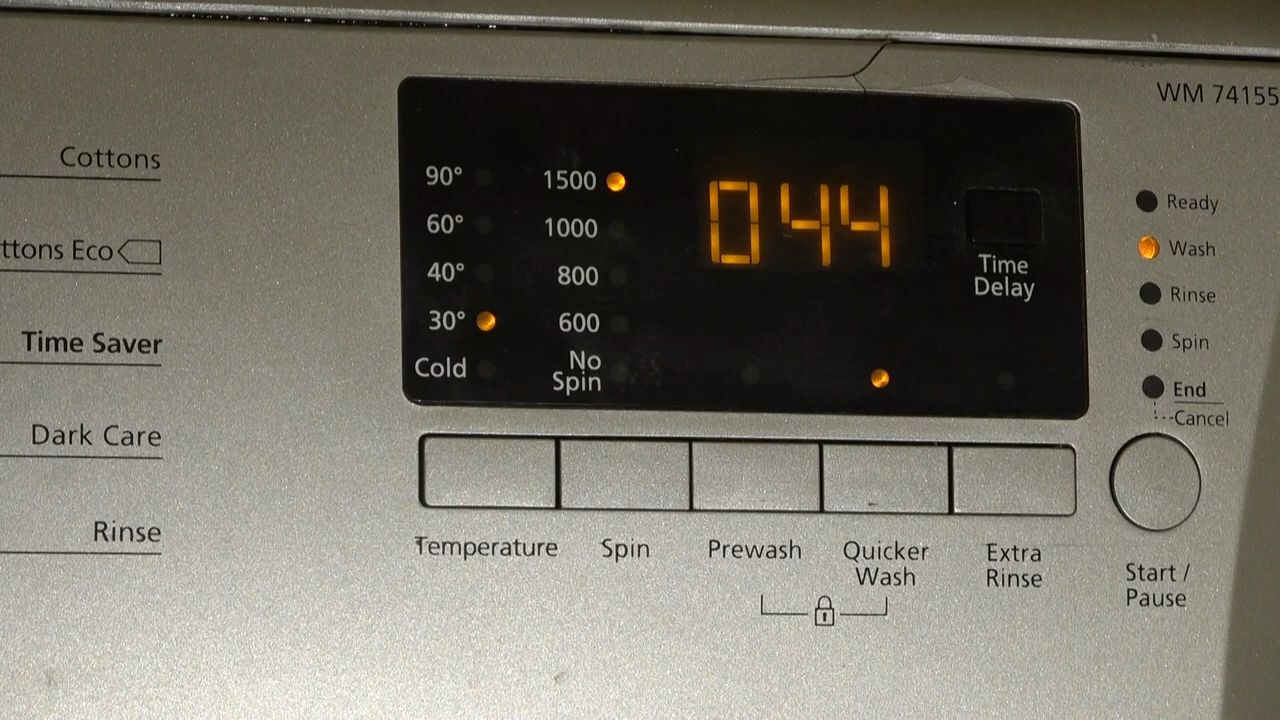 WM 74155
Cottons
ttons Eco
Time Saver
Dark Care
Rinse
90°
60°
40°
30°
Cold
1500
1000
800
600
No
Spin
044
Time
Delay
Ready
Wash
Rinse
Spin
End
Cancel
Temperature
Spin
Prewash
Quicker
Wash
Extra
Rinse
Start /
Pause